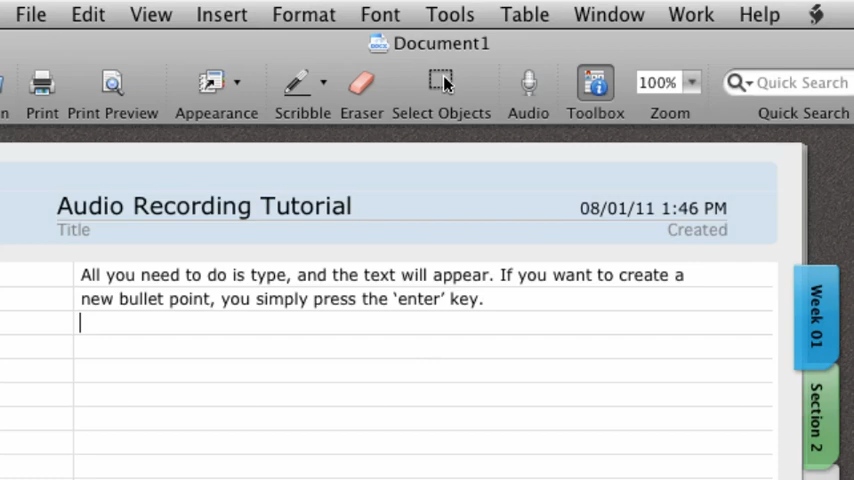 File Edit View Insert Format Font Tools Table Window Work Help
Document1
100% Quick Search
Print Print Preview Appearance Scribble Eraser Select Objects Audio Toolbox Zoom Quick Search
Audio Recording Tutorial 08/01/11 1:46 PM
Title Created
All you need to do is type, and the text will appear. If you want to create a
new bullet point, you simply press the ‘enter’ key.
Week 01
Section 2